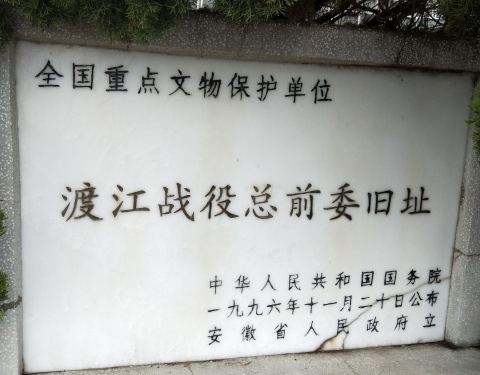 全国重点文物保护单位
渡江战役总前委旧址
中华人民共和国国务院
一九九六年十一月二十日公布
安徽省人民政府立